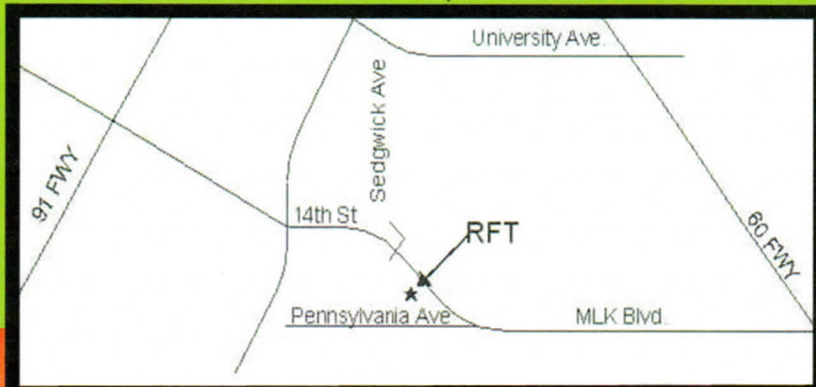 University Ave.
Sedgwick Ave
91 FWY
14th St
RFT
60 FWY
Pennsylvania Ave
MLK Blvd.